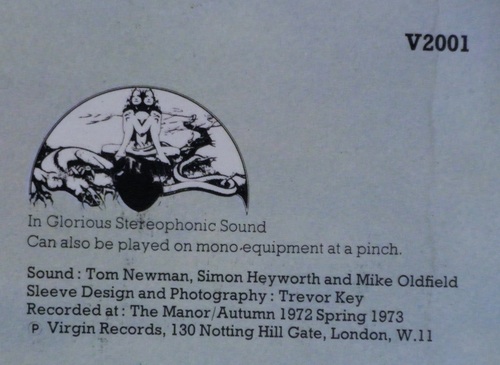 V2001
In Glorious Stereophonic Sound
Can also be played on mono-equipment at a pinch.
Sound : Tom Newman, Simon Heyworth and Mike Oldfield
Sleeve Design and Photography : Trevor Key
Recorded at : The Manor/Autumn 1972 Spring 1973
℗ Virgin Records, 130 Notting Hill Gate, London, W.11